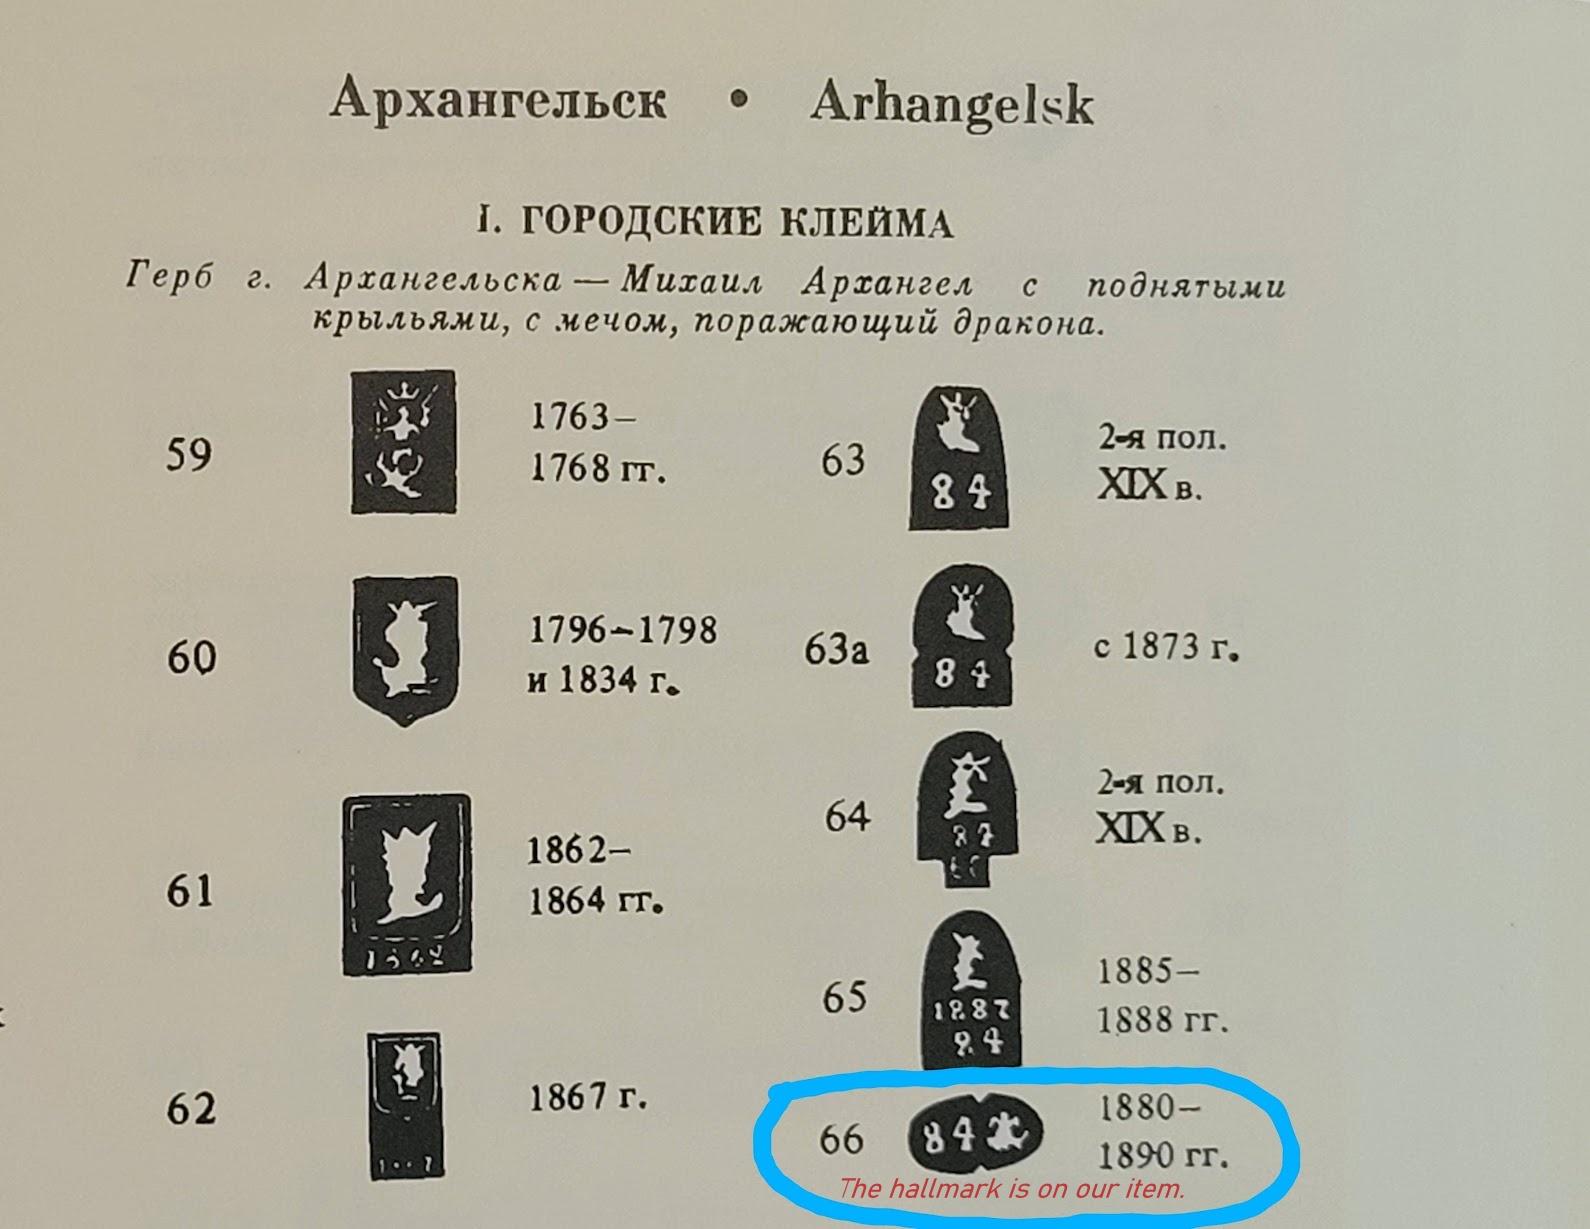 Архангельск • Arhangelsk
I. ГОРОДСКИЕ КЛЕЙМА
Герб г. Архангельска — Михаил Архангел с поднятыми
крыльями, с мечом, поражающий дракона.
59
1763–
1768 гг.
60
1796–1798
и 1834 г.
61
1862–
1864 гг.
62
1867 г.
63
84
2-я пол.
XIX в.
63а
84
с 1873 г.
64
2-я пол.
XIX в.
65
1885–
1888 гг.
66
84
1880–
1890 гг.
The hallmark is on our item.